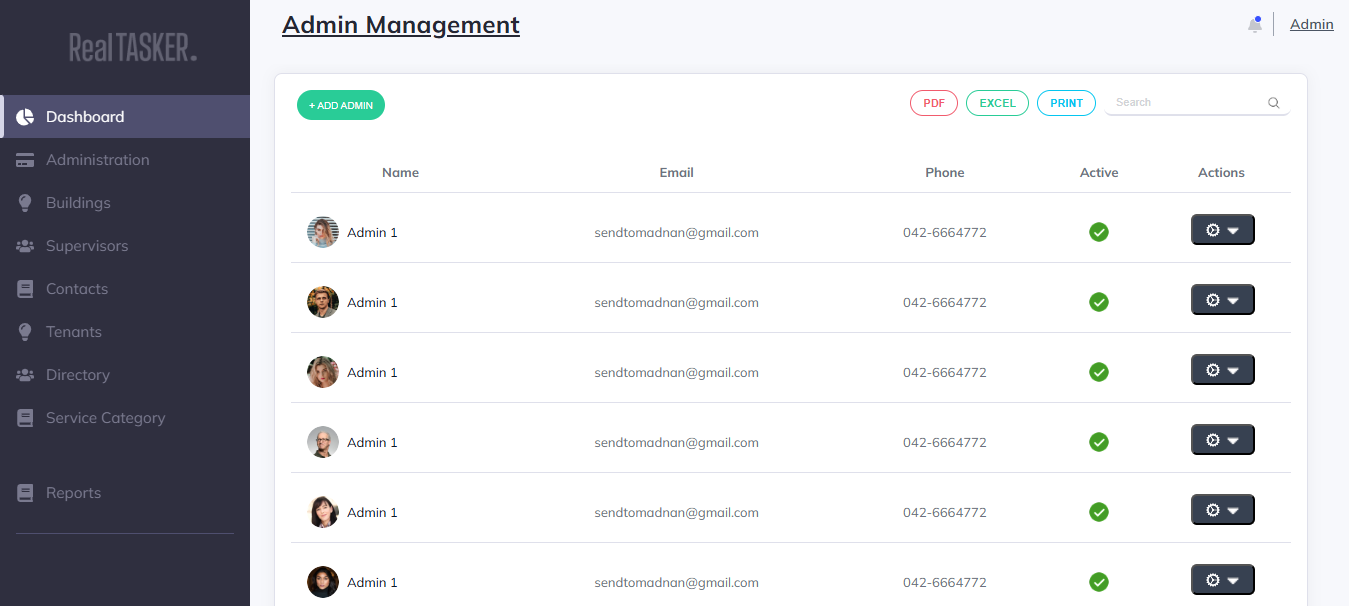 RealTASKER.
Dashboard
Administration
Buildings
Supervisors
Contacts
Tenants
Directory
Service Category
Reports
Admin Management
Admin
+ ADD ADMIN
PDF EXCEL PRINT Search
Name Email Phone Active Actions
Admin 1 sendtomadnan@gmail.com 042-6664772
Admin 1 sendtomadnan@gmail.com 042-6664772
Admin 1 sendtomadnan@gmail.com 042-6664772
Admin 1 sendtomadnan@gmail.com 042-6664772
Admin 1 sendtomadnan@gmail.com 042-6664772
Admin 1 sendtomadnan@gmail.com 042-6664772